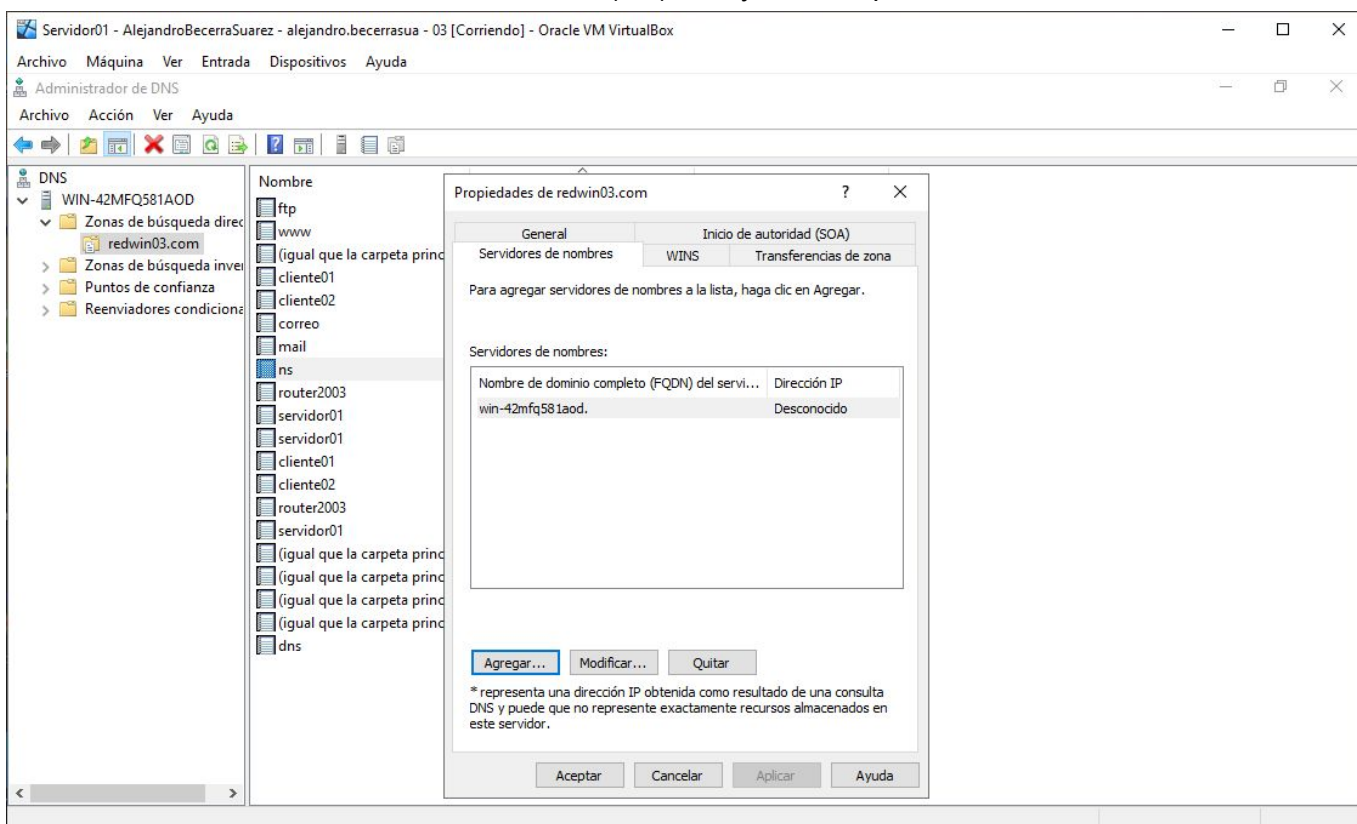 Servidor01 - AlejandroBecerraSuarez - alejandro.becerrasua - 03 [Corriendo] - Oracle VM VirtualBox
Archivo Máquina Ver Entrada Dispositivos Ayuda
Administrador de DNS
Archivo Acción Ver Ayuda
DNS
WIN-42MFQ581AOD
Zonas de búsqueda direc
redwin03.com
Zonas de búsqueda inver
Puntos de confianza
Reenviadores condiciona
Nombre
ftp
www
(igual que la carpeta princ
cliente01
cliente02
correo
mail
ns
router2003
servidor01
servidor01
cliente01
cliente02
router2003
servidor01
(igual que la carpeta princ
(igual que la carpeta princ
(igual que la carpeta princ
(igual que la carpeta princ
dns
Propiedades de redwin03.com ?
General Inicio de autoridad (SOA)
Servidores de nombres WINS Transferencias de zona
Para agregar servidores de nombres a la lista, haga clic en Agregar.
Servidores de nombres:
Nombre de dominio completo (FQDN) del servi... Dirección IP
win-42mfq581aod. Desconocido
Agregar... Modificar... Quitar
* representa una dirección IP obtenida como resultado de una consulta
DNS y puede que no represente exactamente recursos almacenados en
este servidor.
Aceptar Cancelar Aplicar Ayuda